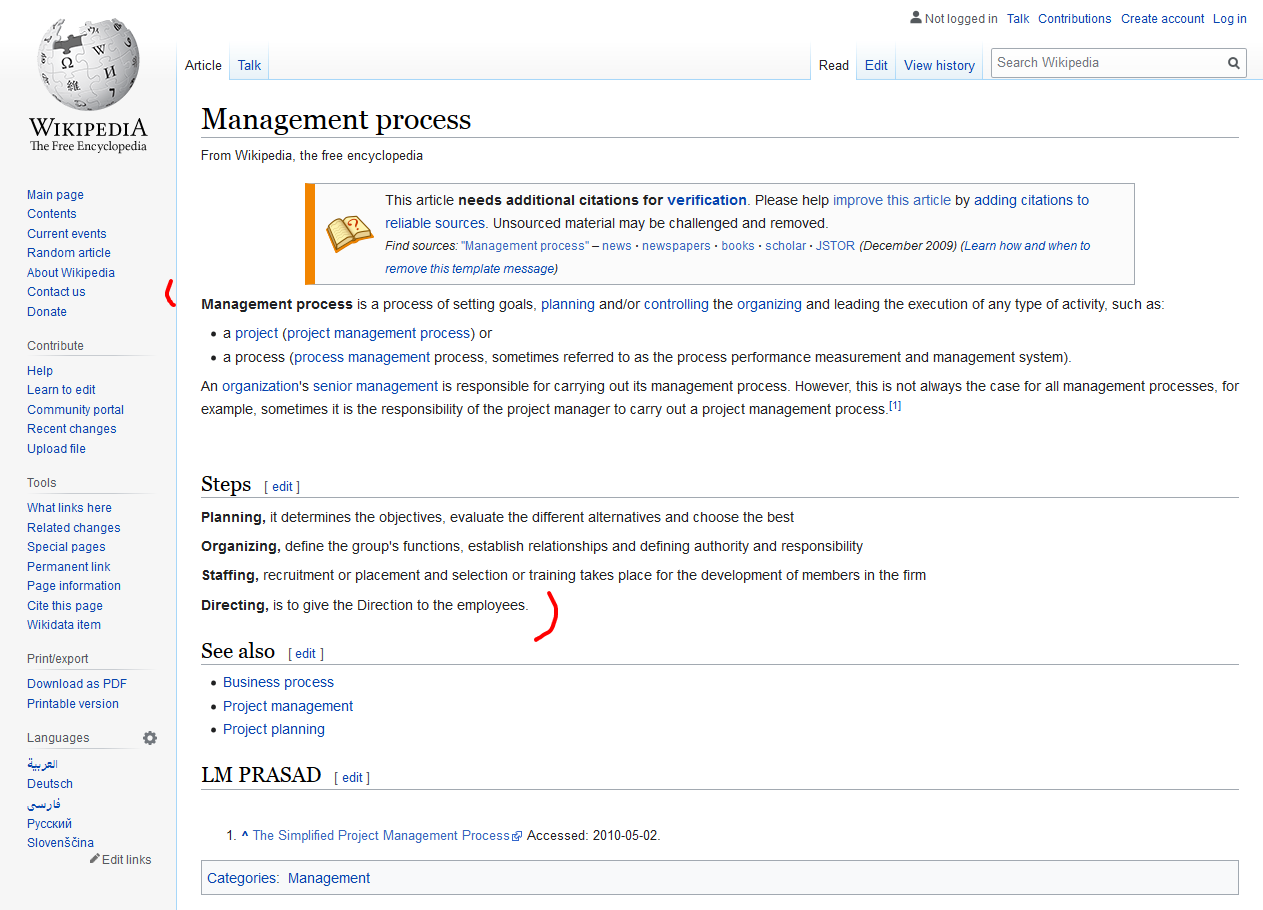 Not logged in Talk Contributions Create account Log in
Article Talk Read Edit View history Search Wikipedia
WIKIPEDIA
The Free Encyclopedia
Main page
Contents
Current events
Random article
About Wikipedia
Contact us
Donate
Contribute
Help
Learn to edit
Community portal
Recent changes
Upload file
Tools
What links here
Related changes
Special pages
Permanent link
Page information
Cite this page
Wikidata item
Print/export
Download as PDF
Printable version
Languages
العربية
Deutsch
فارسی
Русский
Slovenščina
Edit links
Management process
From Wikipedia, the free encyclopedia
This article needs additional citations for verification. Please help improve this article by adding citations to
reliable sources. Unsourced material may be challenged and removed.
Find sources: "Management process" – news · newspapers · books · scholar · JSTOR (December 2009) (Learn how and when to
remove this template message)
Management process is a process of setting goals, planning and/or controlling the organizing and leading the execution of any type of activity, such as:
• a project (project management process) or
• a process (process management process, sometimes referred to as the process performance measurement and management system).
An organization's senior management is responsible for carrying out its management process. However, this is not always the case for all management processes, for
example, sometimes it is the responsibility of the project manager to carry out a project management process.[1]
Steps [ edit ]
Planning, it determines the objectives, evaluate the different alternatives and choose the best
Organizing, define the group's functions, establish relationships and defining authority and responsibility
Staffing, recruitment or placement and selection or training takes place for the development of members in the firm
Directing, is to give the Direction to the employees.
See also [ edit ]
• Business process
• Project management
• Project planning
LM PRASAD [ edit ]
1. ^ The Simplified Project Management Process Accessed: 2010-05-02.
Categories: Management